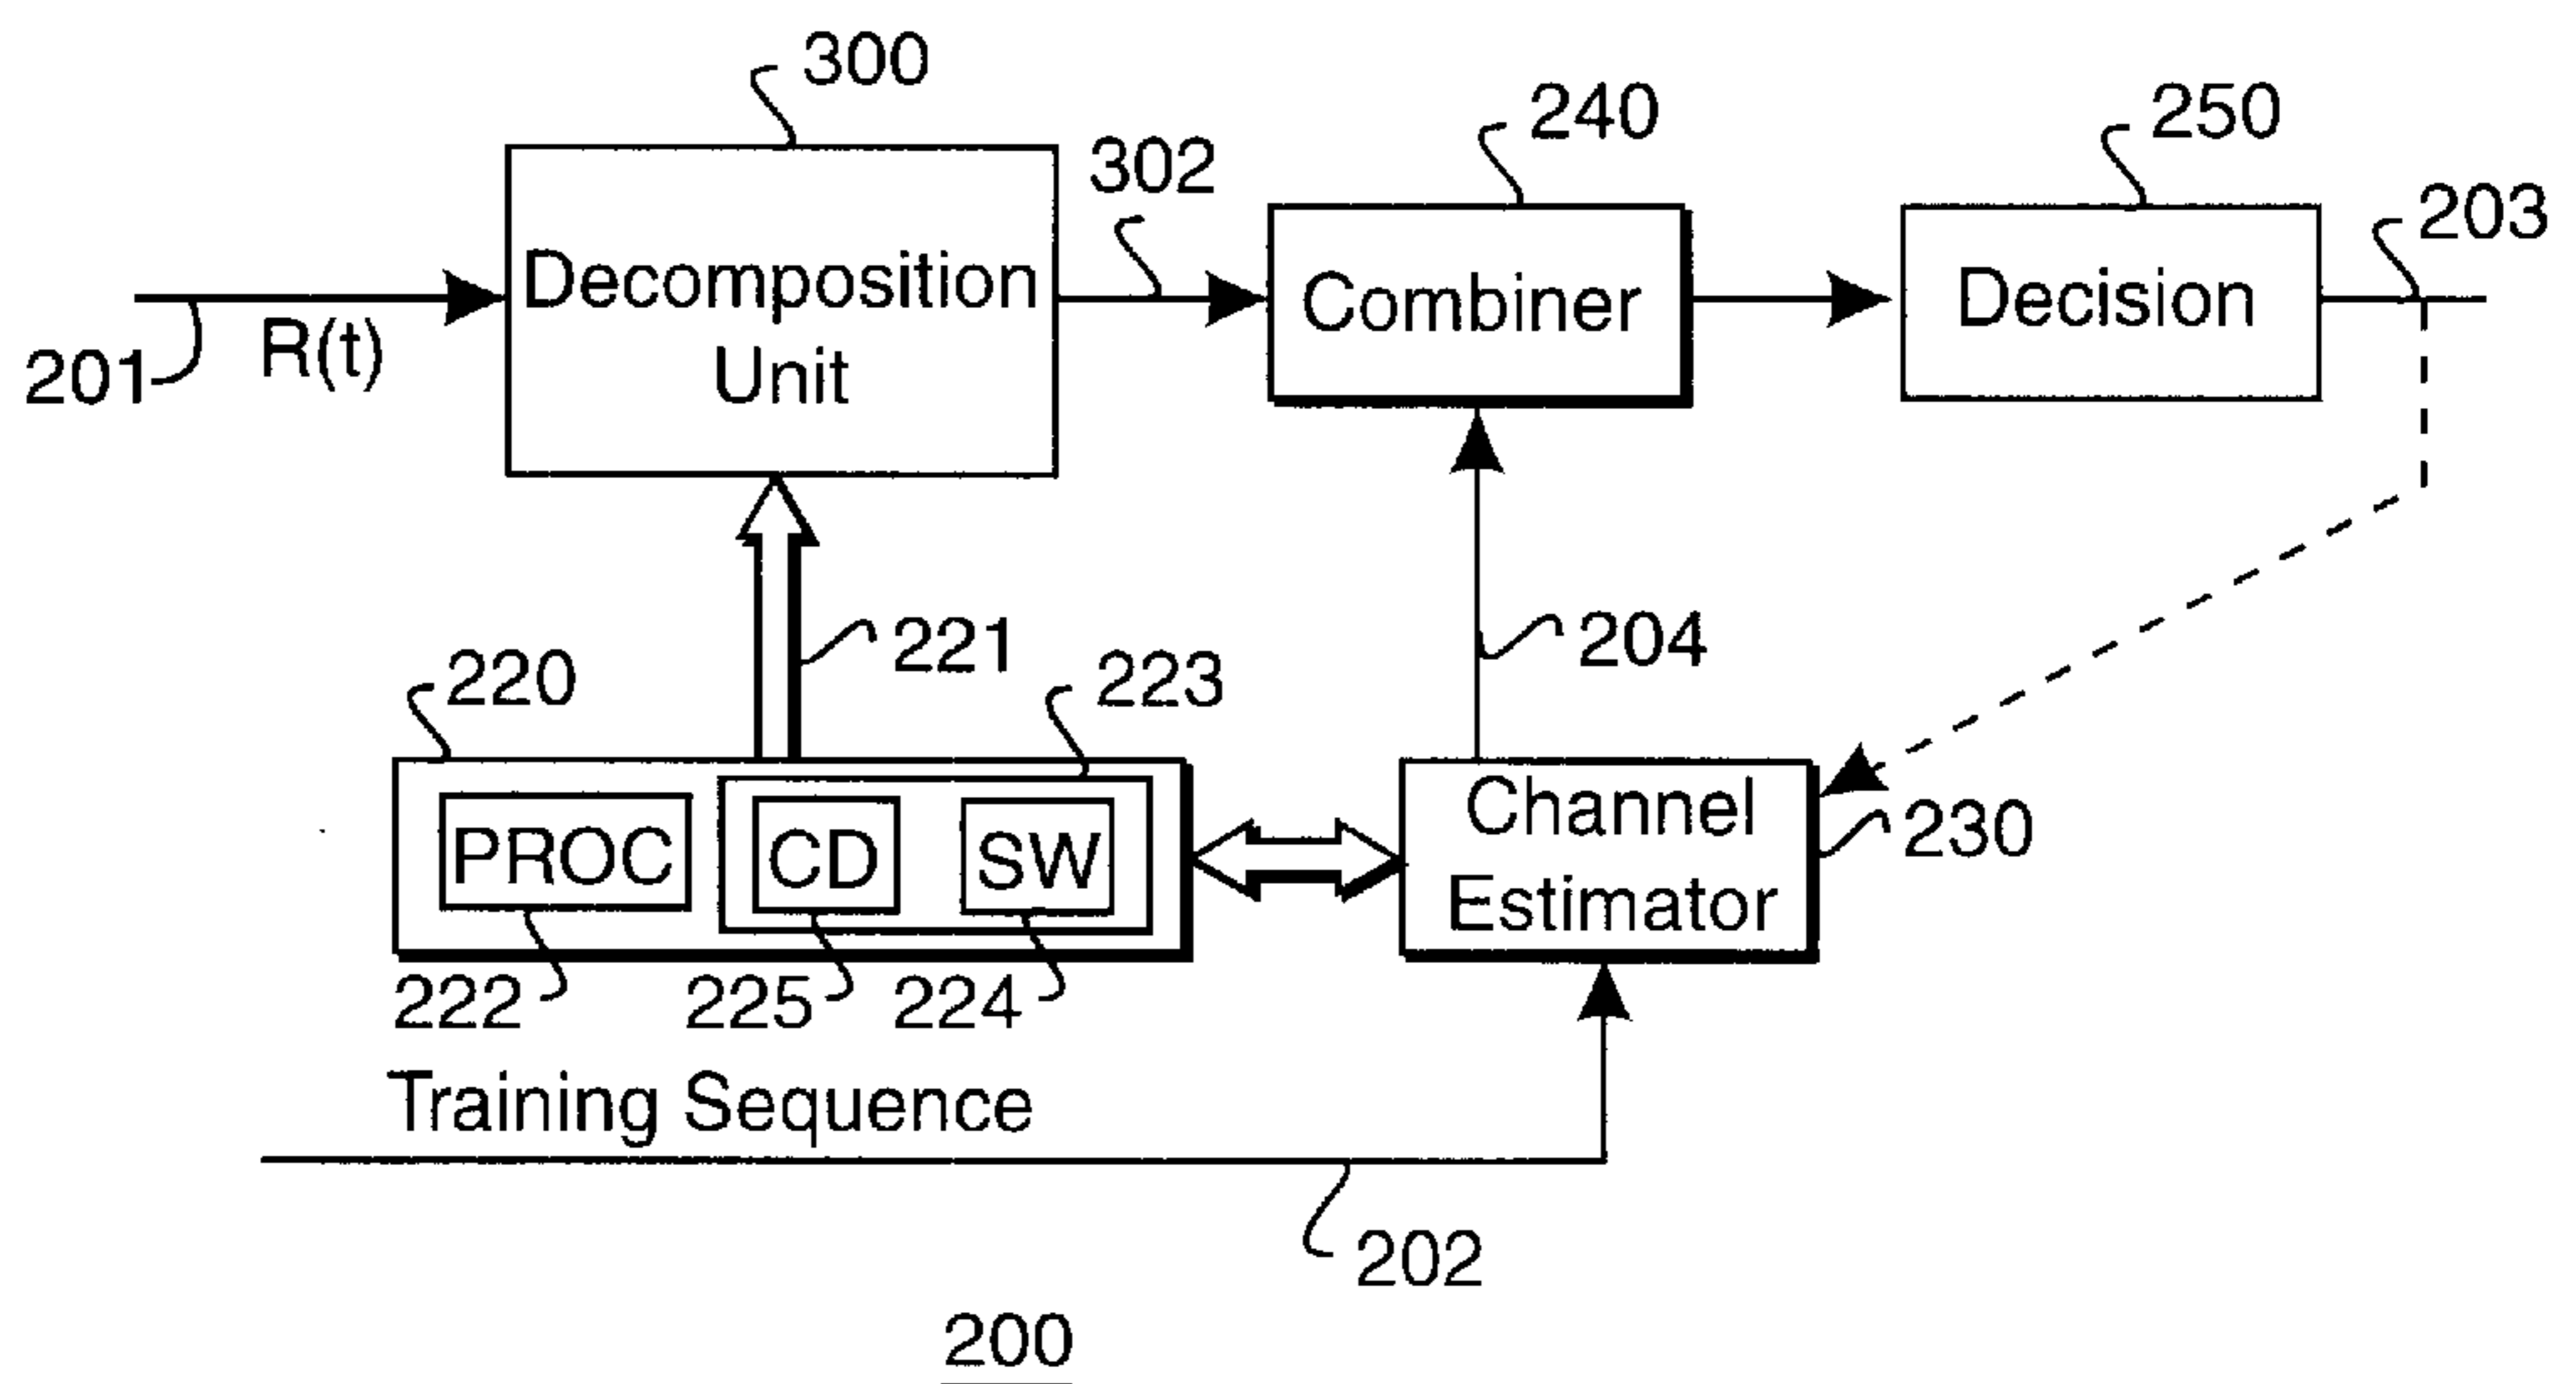 300
240
250
302
203
Decomposition
Unit
Combiner
Decision
R(t)
201
221
204
220
223
PROC
CD
SW
Channel
Estimator
230
222
225
224
Training Sequence
202
200